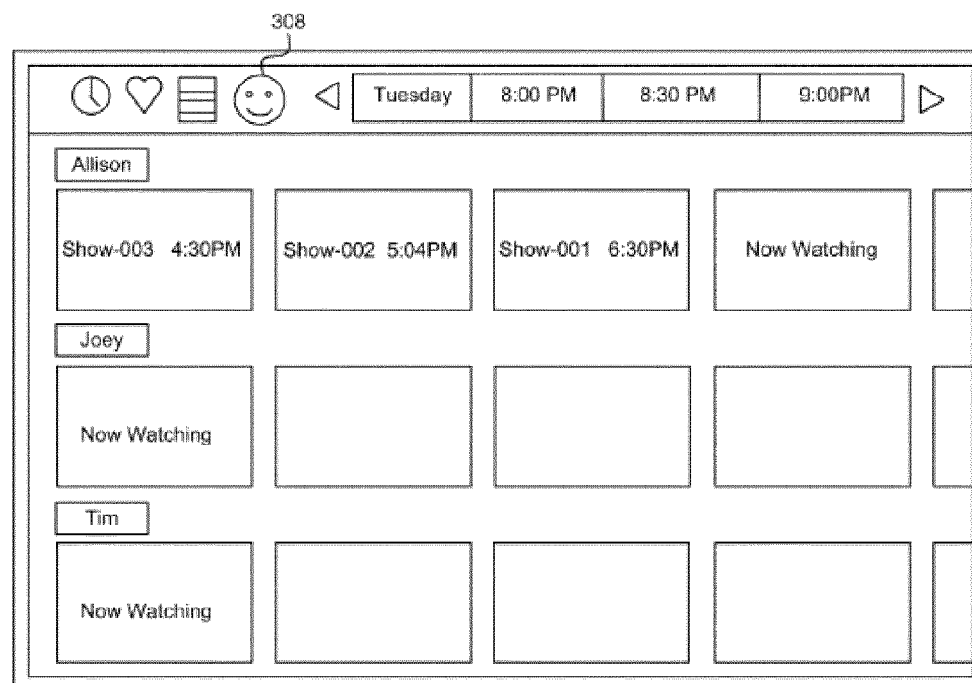 308
Tuesday 8:00 PM 8:30 PM 9:00PM
Allison
Show-003 4:30PM Show-002 5:04PM Show-001 6:30PM Now Watching
Joey
Now Watching
Tim
Now Watching